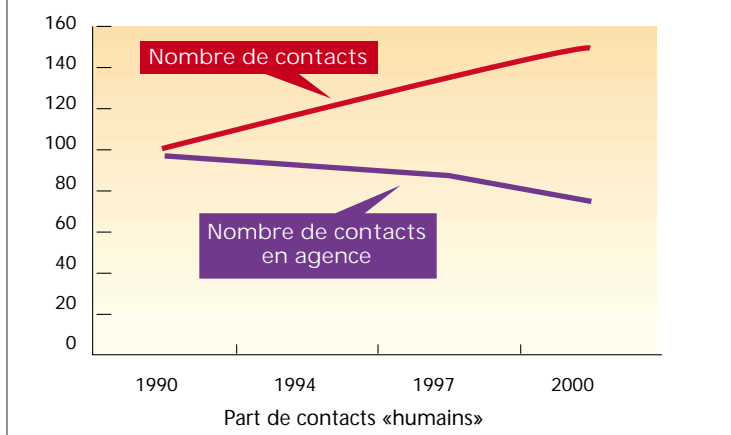 160
140
120
100
80
60
40
20
0
Nombre de contacts
Nombre de contacts
en agence
1990 1994 1997 2000
Part de contacts «humains»